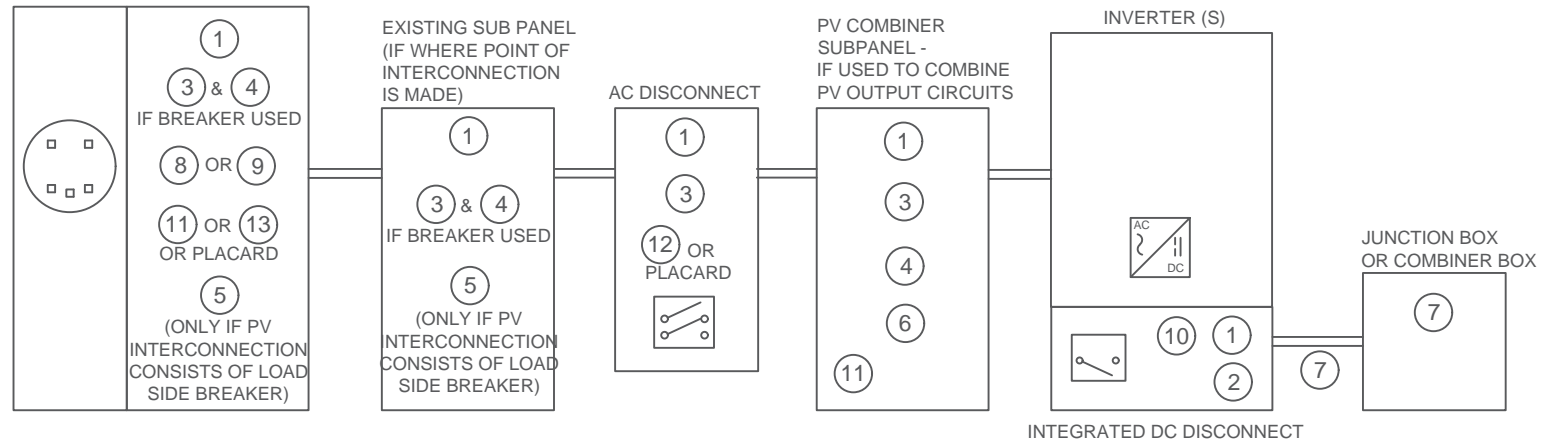 1
3 & 4
IF BREAKER USED
8 OR 9
11 OR 13
OR PLACARD
5
(ONLY IF PV
INTERCONNECTION
CONSISTS OF LOAD
SIDE BREAKER)
EXISTING SUB PANEL
(IF WHERE POINT OF
INTERCONNECTION
IS MADE)
1
3 & 4
IF BREAKER USED
5
(ONLY IF PV
INTERCONNECTION
CONSISTS OF LOAD
SIDE BREAKER)
AC DISCONNECT
1
3
12 OR
PLACARD
PV COMBINER
SUBPANEL -
IF USED TO COMBINE
PV OUTPUT CIRCUITS
1
3
4
6
11
INVERTER (S)
AC
DC
10 1
2
INTEGRATED DC DISCONNECT
7
JUNCTION BOX
OR COMBINER BOX
7